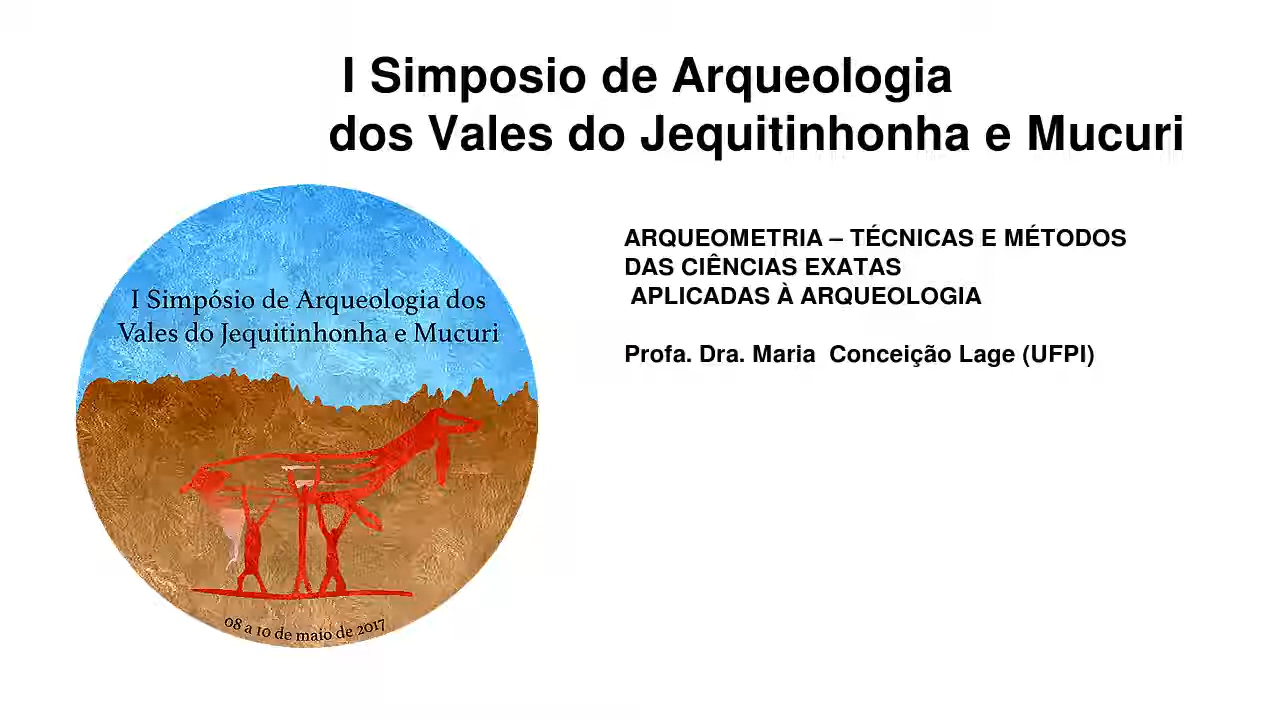 I Simposio de Arqueologia
dos Vales do Jequitinhonha e Mucuri
I Simpósio de Arqueologia dos
Vales do Jequitinhonha e Mucuri
08 a 10 de maio de 2017
ARQUEOMETRIA – TÉCNICAS E MÉTODOS
DAS CIÊNCIAS EXATAS
APLICADAS À ARQUEOLOGIA
Profa. Dra. Maria Conceição Lage (UFPI)